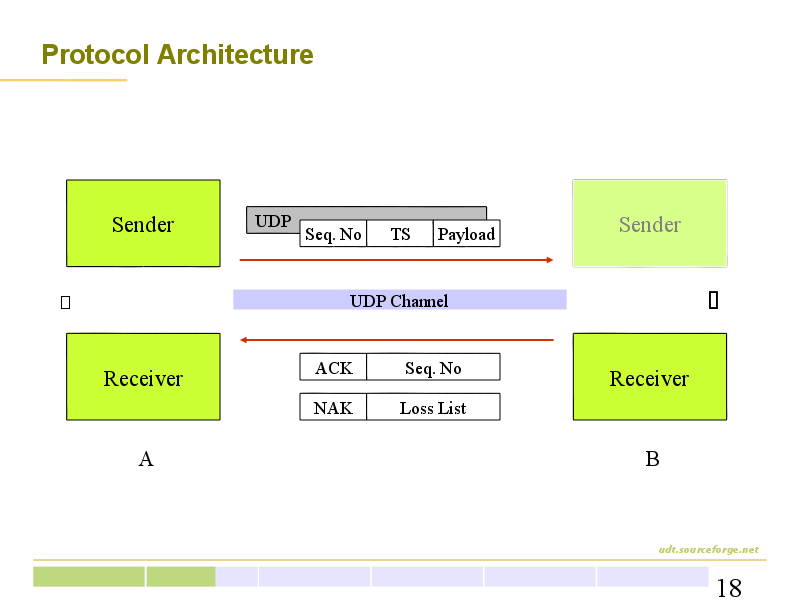 Protocol Architecture
Sender
UDP
Seq. No TS Payload
Sender
UDP Channel
Receiver
ACK Seq. No
NAK Loss List
Receiver
A
B
udt.sourceforge.net
18